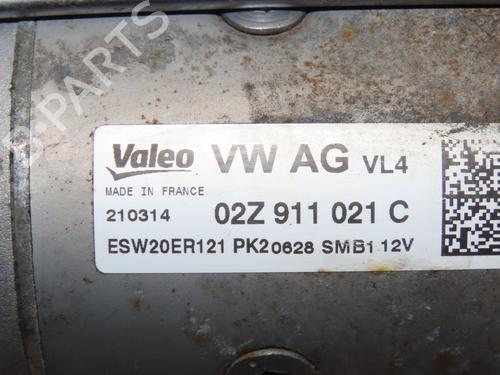 B-PARTS
Valeo VW AG VL4
MADE IN FRANCE
210314 02Z 911 021 C
ESW20ER121 PK20628 SMB1 12V